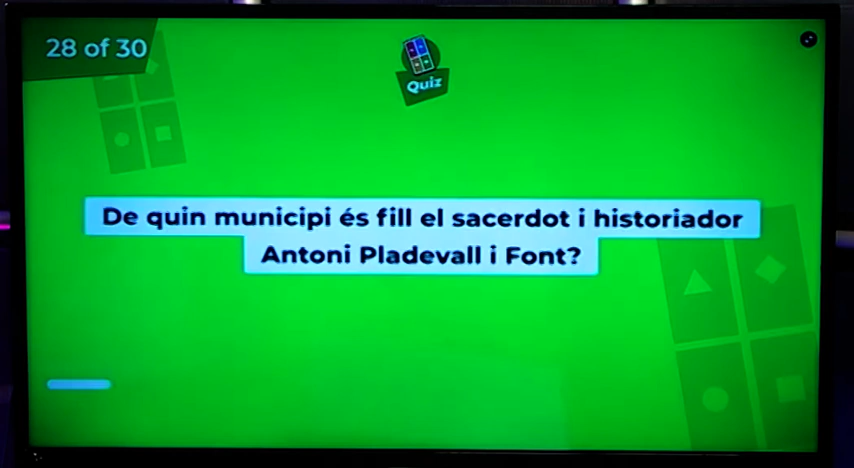 28 of 30
Quiz
De quin municipi és fill el sacerdot i historiador
Antoni Pladevall i Font?